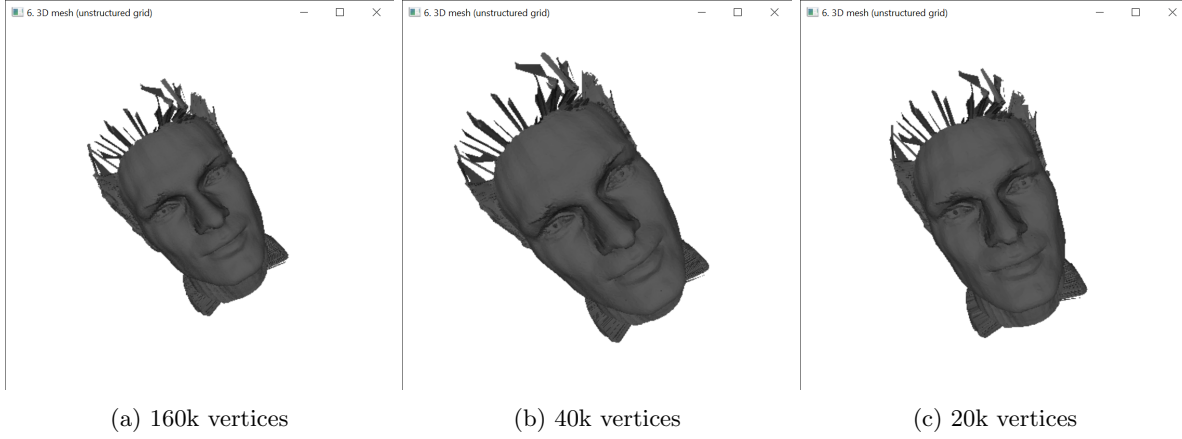 6. 3D mesh (unstructured grid)
6. 3D mesh (unstructured grid)
6. 3D mesh (unstructured grid)
(a) 160k vertices
(b) 40k vertices
(c) 20k vertices